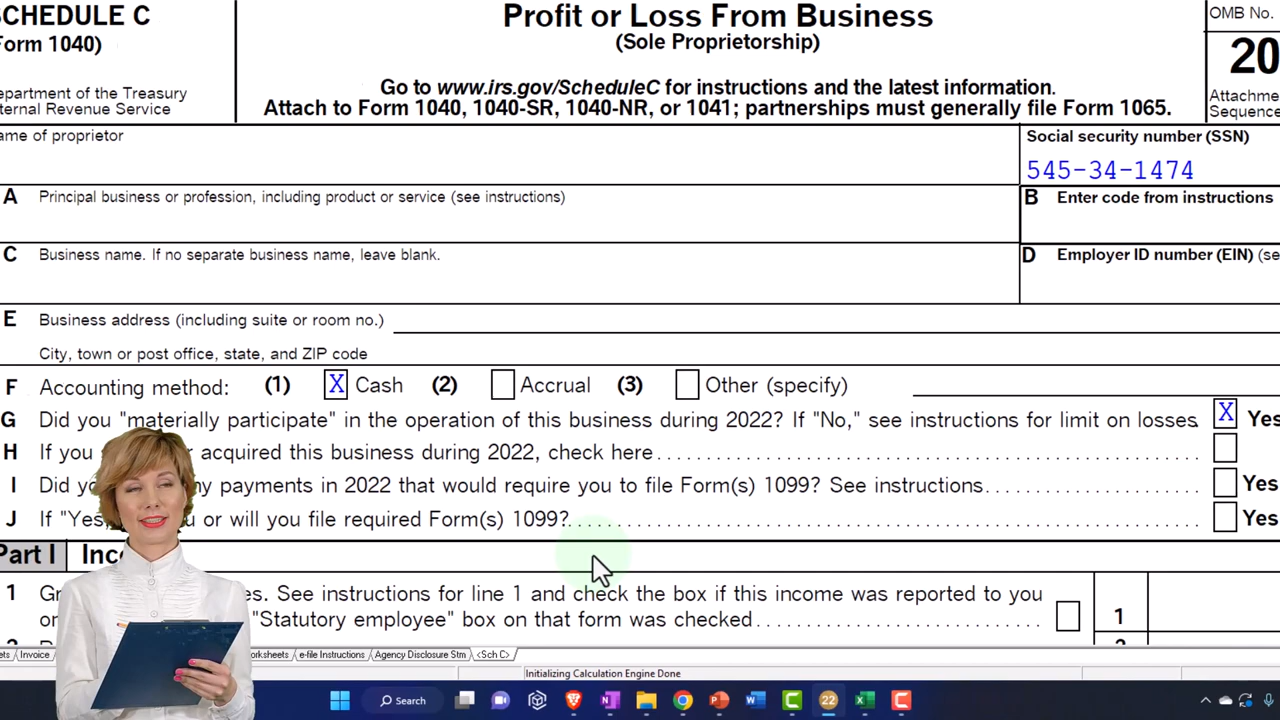 CHEDULE C
orm 1040)
epartment of the Treasury
ternal Revenue Service
Profit or Loss From Business
(Sole Proprietorship)
Go to www.irs.gov/ScheduleC for instructions and the latest information.
Attach to Form 1040, 1040-SR, 1040-NR, or 1041; partnerships must generally file Form 1065.
OMB No.
20
Attachme
Sequence
ame of proprietor
Social security number (SSN)
545-34-1474
A Principal business or profession, including product or service (see instructions)
B Enter code from instructions
C Business name. If no separate business name, leave blank.
D Employer ID number (EIN) (se
E Business address (including suite or room no.)
City, town or post office, state, and ZIP code
F Accounting method: (1) X Cash (2) Accrual (3) Other (specify)
G Did you "materially participate" in the operation of this business during 2022? If "No," see instructions for limit on losses. X Yes
H If you r acquired this business during 2022, check here
I Did yo ny payments in 2022 that would require you to file Form(s) 1099? See instructions Yes
J If "Yes, u or will you file required Form(s) 1099? Yes
Part I Inc
1 Gr es. See instructions for line 1 and check the box if this income was reported to you
on "Statutory employee" box on that form was checked 1
ets Invoice orksheets e-file Instructions Agency Disclosure Stm <Sch C>
Initializing Calculation Engine Done
Search
22